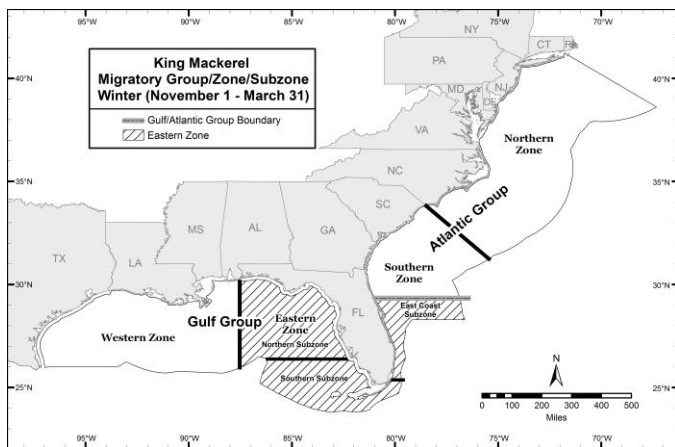 95°W 90°W 85°W 80°W 75°W 70°W
King Mackerel
Migratory Group/Zone/Subzone
Winter (November 1 - March 31)
Gulf/Atlantic Group Boundary
Eastern Zone
NY
CT
RI
PA
NJ
MD
DE
VA
NC
SC
TX
LA
MS
AL
GA
FL
40°N
35°N
30°N
25°N
40°N
35°N
30°N
25°N
Northern
Zone
Atlantic Group
Southern
Zone
East Coast
Subzone
Gulf Group
Western Zone
Eastern
Zone
Northern Subzone
Southern Subzone
N
0 100 200 300 400 500
Miles
95°W 90°W 85°W 80°W 75°W 70°W